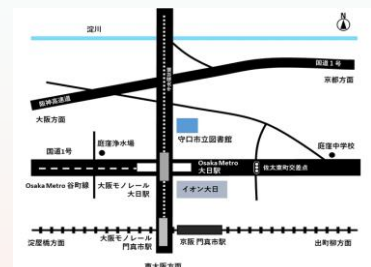 淀川
N
国道1号
京都方面
阪神高速道
大阪方面
守口市立図書館
庭窪浄水場
庭窪中学校
国道1号
Osaka Metro
大日駅
佐太東町交差点
Osaka Metro 谷町線
大阪モノレール
大日駅
イオン大日
淀屋橋方面
大阪モノレール
門真市駅
京阪 門真市駅
出町柳方面
東大阪方面